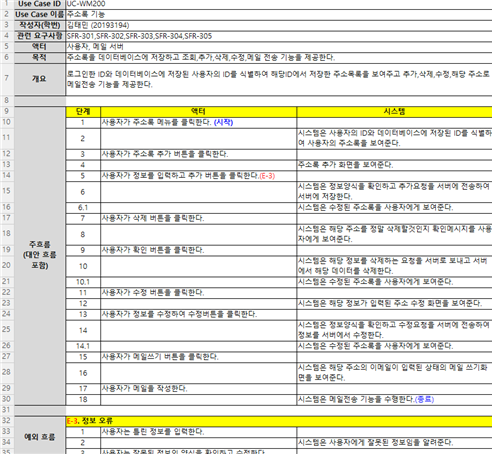 1 Use Case ID UC-WM200
2 Use Case 이름 주소록 기능
3 작성자(학번) 김태민 (20193194)
4 관련 요구사항 SFR-301,SFR-302,SFR-303,SFR-304,SFR-305
5 액터 사용자, 메일 서버
6 목적 주소록을 데이터베이스에 저장하고 조회,추가,삭제,수정,메일 전송 기능을 제공한다.
7 개요 로그인한 ID와 데이터베이스에 저장된 사용자의 ID를 식별하여 해당ID에서 저장한 주소목록을 보여주고 추가,삭제,수정,해당 주소로
메일전송 기능을 제공한다.
8
9 단계 액터 시스템
10 1 사용자가 주소록 메뉴를 클릭한다. (시작)
11 2 시스템은 사용자의 ID와 데이터베이스에 저장된 ID를 식별하
여 사용자의 주소록을 보여준다.
12 3 사용자가 주소록 추가 버튼을 클릭한다.
13 4 주소록 추가 화면을 보여준다.
14 5 사용자가 정보를 입력하고 추가 버튼을 클릭한다.(E-3)
15 6 시스템은 정보양식을 확인하고 추가요청을 서버에 전송하여
서버에 저장한다.
16 6.1 시스템은 수정된 주소록을 사용자에게 보여준다.
17 7 사용자가 삭제 버튼을 클릭한다.
18 8 시스템은 해당 주소를 정말 삭제할것인지 확인메시지를 사용
자에게 보여준다.
19 9 사용자가 확인 버튼을 클릭한다.
20 10 시스템은 해당 정보를 삭제하는 요청을 서버로 보내고 서버
에서 해당 데이터를 삭제한다.
21 10.1 시스템은 수정된 주소록을 사용자에게 보여준다.
22 11 사용자가 수정 버튼을 클릭한다.
23 12 시스템은 해당 정보가 입력된 주소 수정 화면을 보여준다.
24 13 사용자가 정보를 수정하여 수정버튼을 클릭한다.
25 14 시스템은 정보양식을 확인하고 수정요청을 서버에 전송하여
정보를 서버에서 수정한다.
26 14.1 시스템은 수정된 주소록을 사용자에게 보여준다.
27 15 사용자가 메일쓰기 버튼을 클릭한다.
28 16 시스템은 해당 주소의 이메일이 입력된 상태의 메일 쓰기화
면을 보여준다.
29 17 사용자가 메일을 작성한다.
30 18 시스템은 메일전송 기능을 수행한다.(종료)
주흐름
(대안 흐름
포함)
31
32 E-3. 정보 오류
33 1 사용자는 틀린 정보를 입력한다.
34 2 시스템은 사용자에게 잘못된 정보임을 알려준다.
35 3 사용자는 잘못된 정보의 양식을 확인하고 수정한다.
예외 흐름